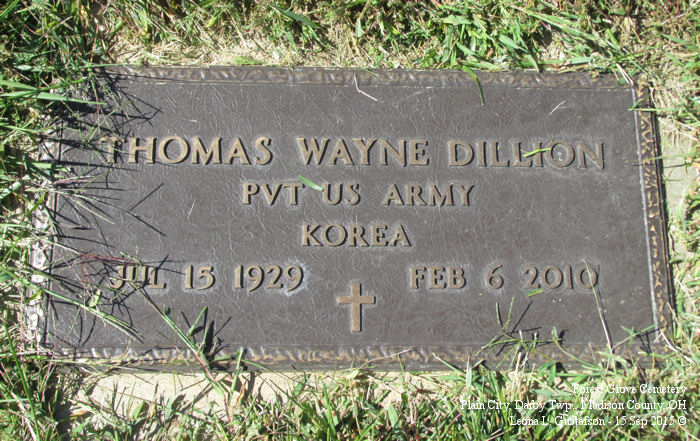 THOMAS WAYNE DILLION
PVT US ARMY
KOREA
JUL 15 1929 FEB 6 2010
Forest Grove Cemetery
Plain City, Darby Twp., Madison County, OH
Leona L. Gustafson - 15 Sep 2015 ©